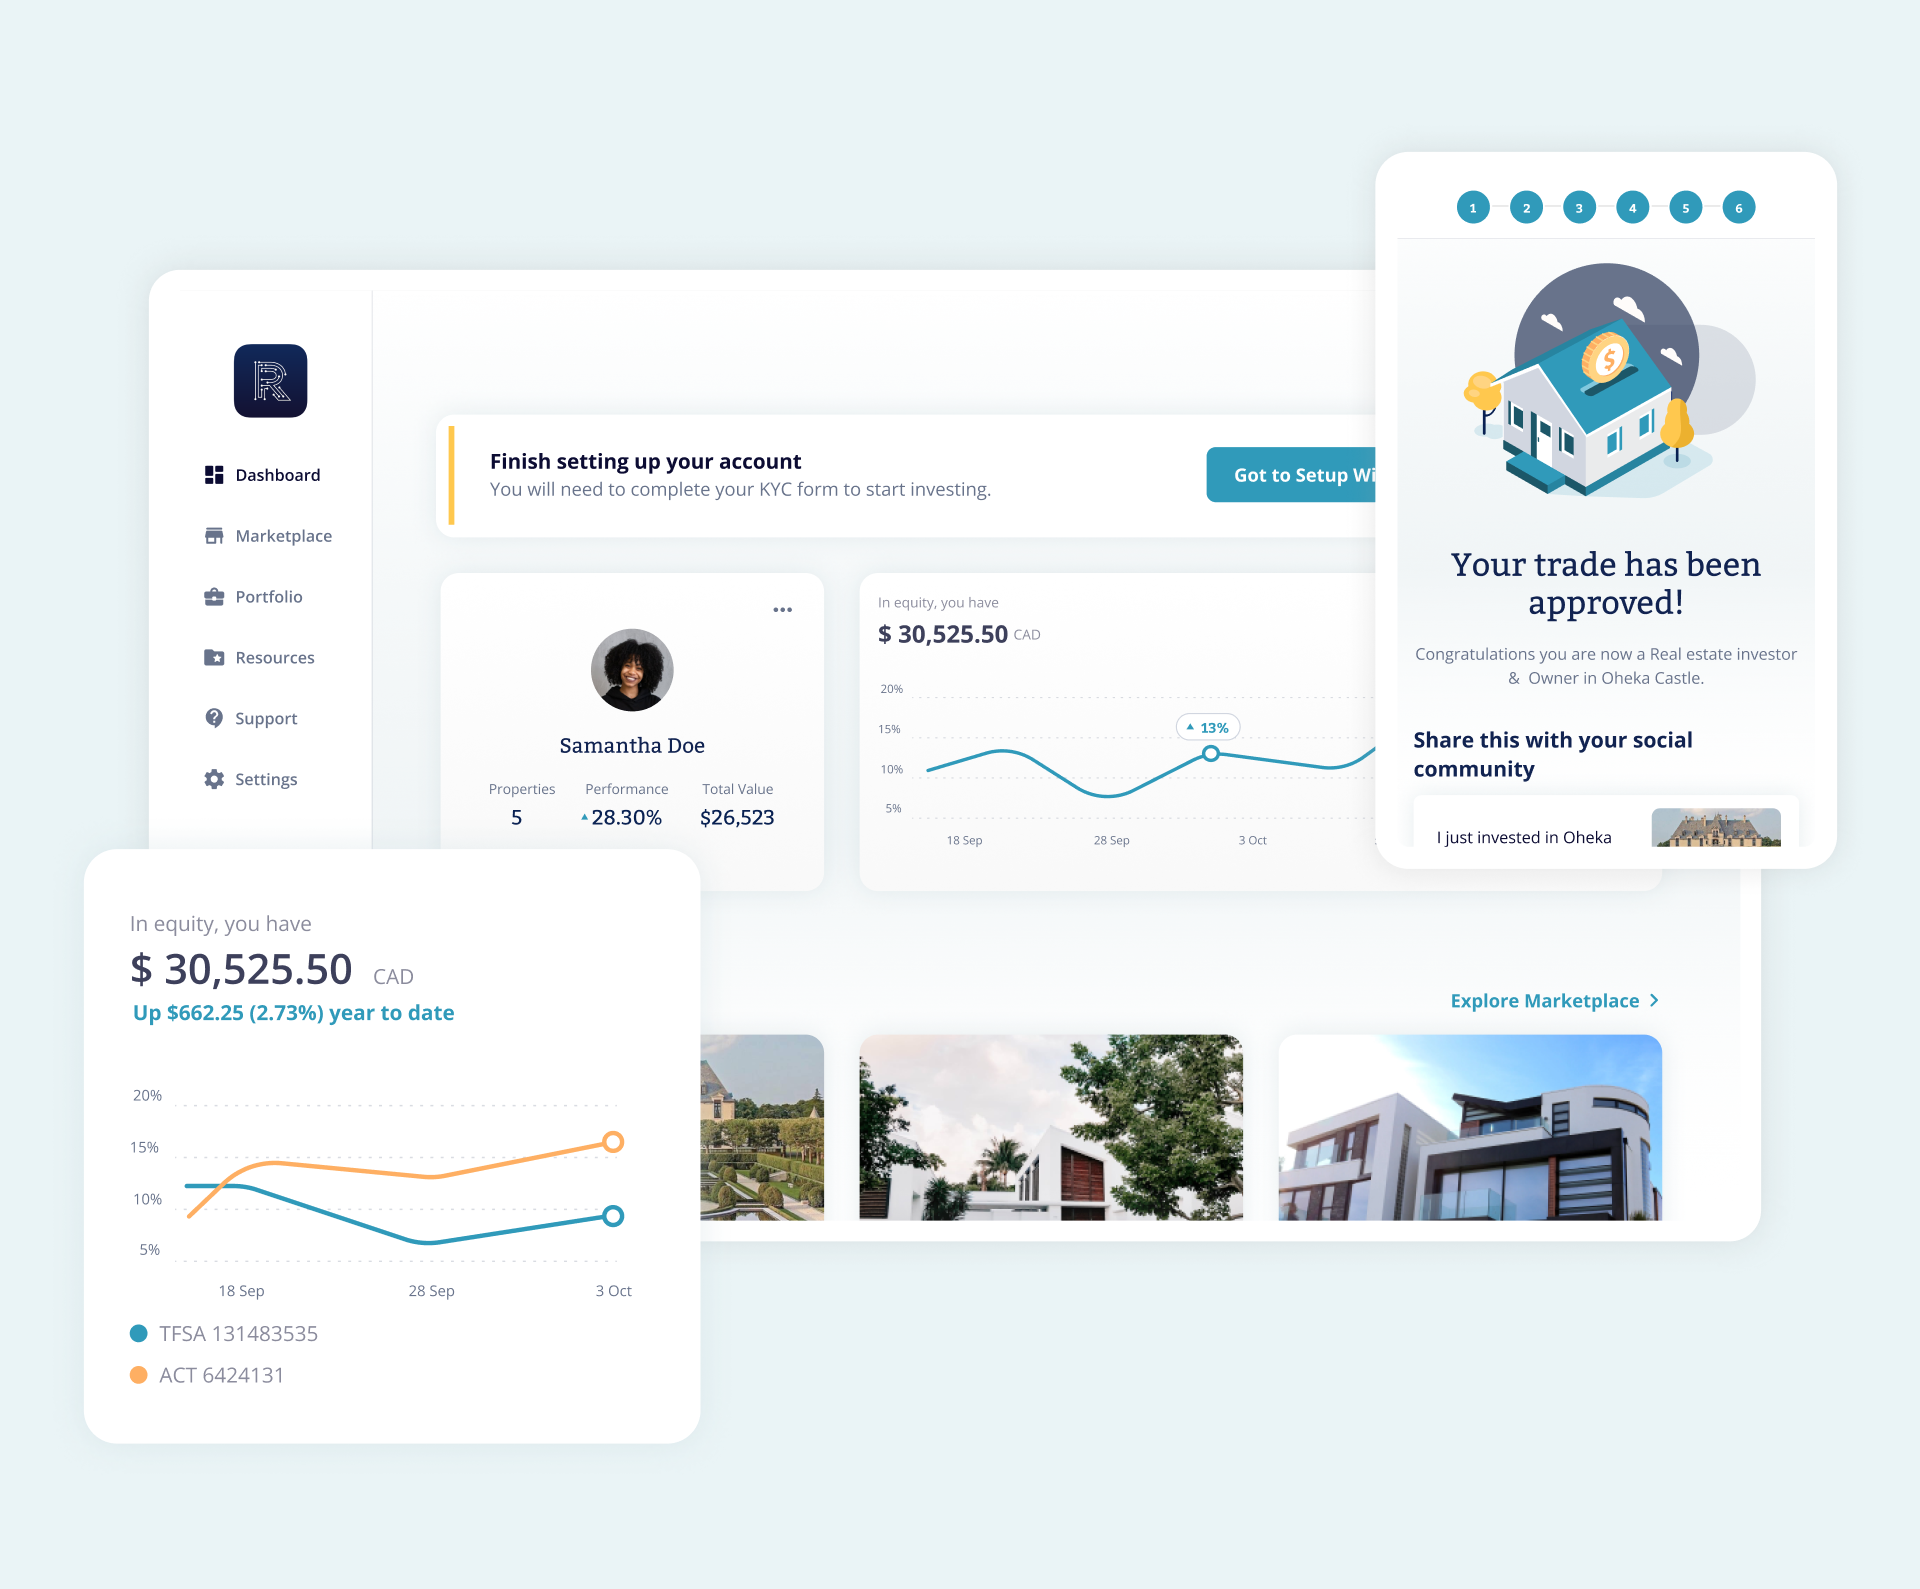 1 2 3 4 5 6
R
Dashboard
Marketplace
Portfolio
Resources
Support
Settings
Finish setting up your account
You will need to complete your KYC form to start investing.
Got to Setup Wi
Samantha Doe
Properties Performance Total Value
5 28.30% $26,523
In equity, you have
$ 30,525.50 CAD
20%
15%
10%
5%
13%
18 Sep 28 Sep 3 Oct
$
Your trade has been
approved!
Congratulations you are now a Real estate investor
& Owner in Oheka Castle.
Share this with your social
community
I just invested in Oheka
In equity, you have
$ 30,525.50 CAD
Up $662.25 (2.73%) year to date
20%
15%
10%
5%
18 Sep 28 Sep 3 Oct
TFSA 131483535
ACT 6424131
Explore Marketplace